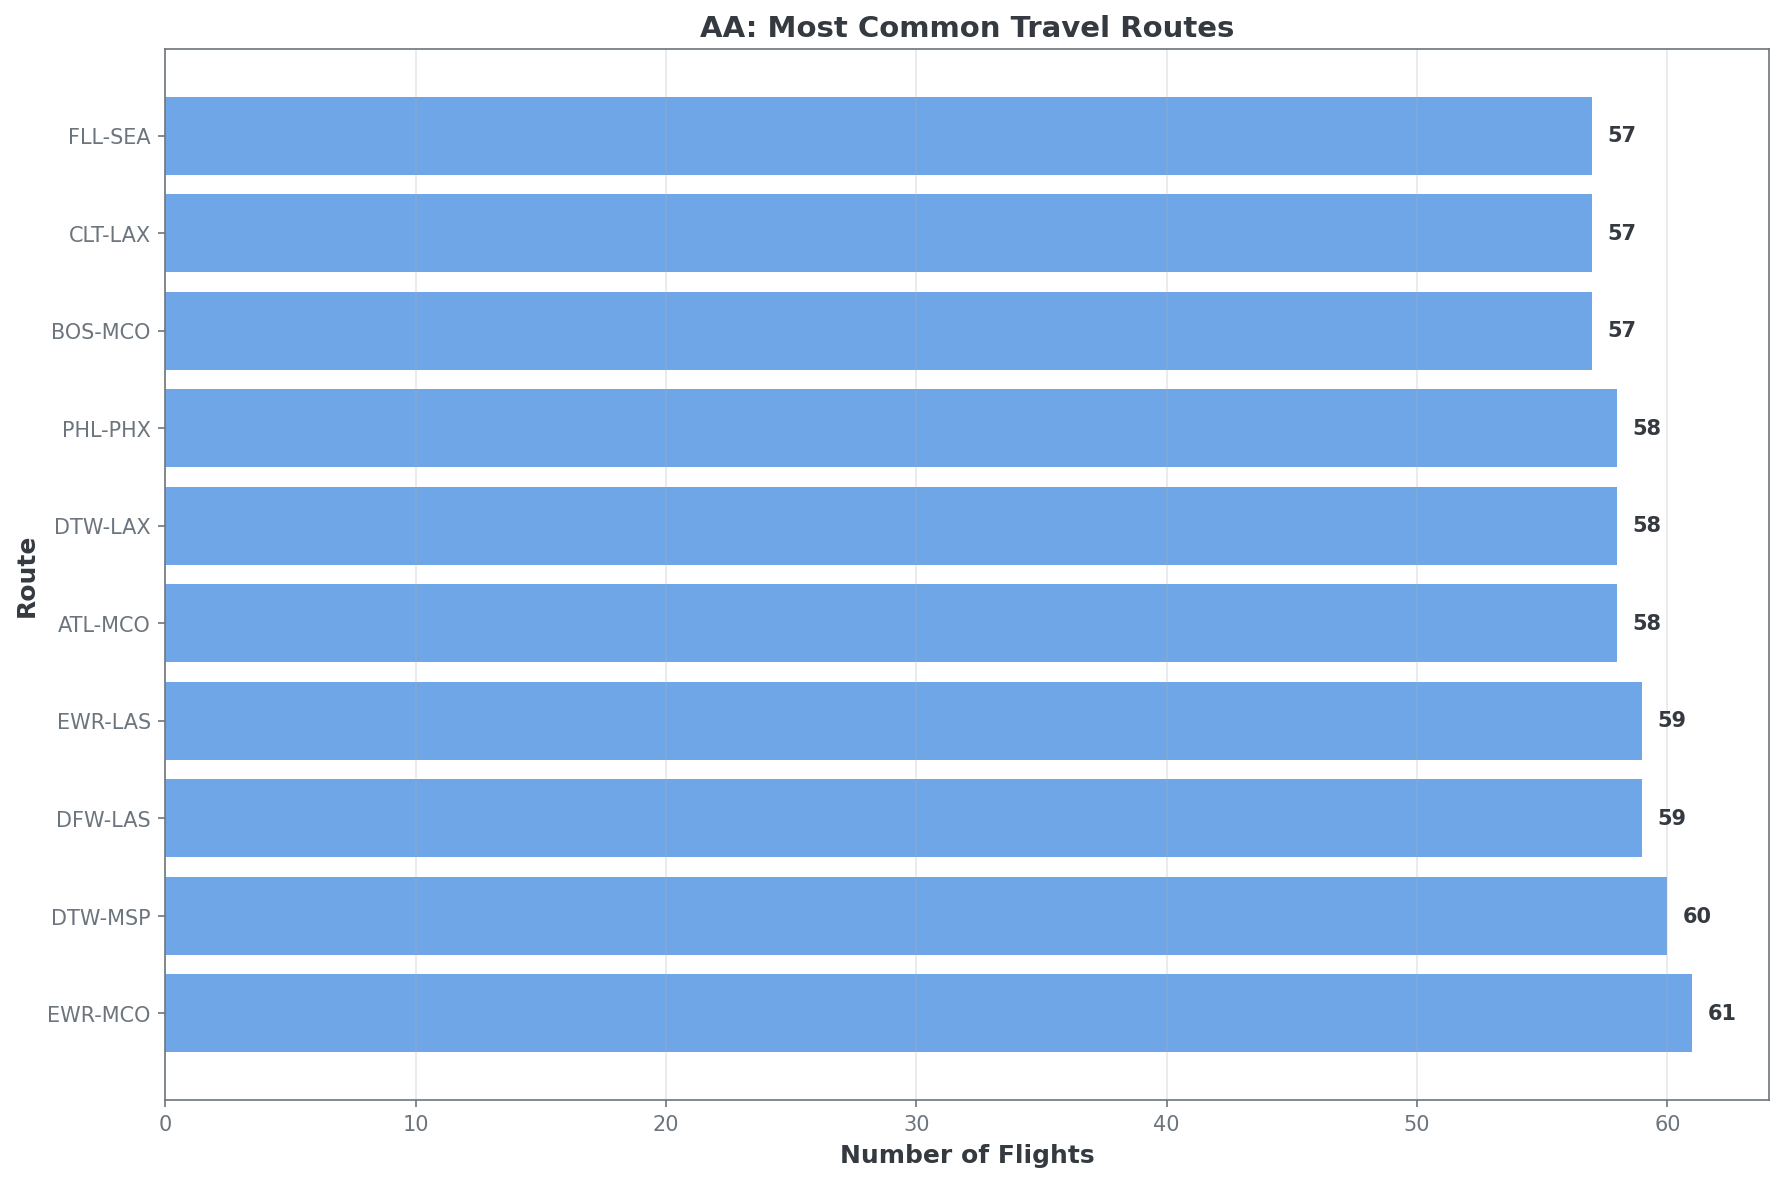 AA: Most Common Travel Routes
FLL-SEA 57
CLT-LAX 57
BOS-MCO 57
PHL-PHX 58
DTW-LAX 58
ATL-MCO 58
EWR-LAS 59
DFW-LAS 59
DTW-MSP 60
EWR-MCO 61
Route
0 10 20 30 40 50 60
Number of Flights